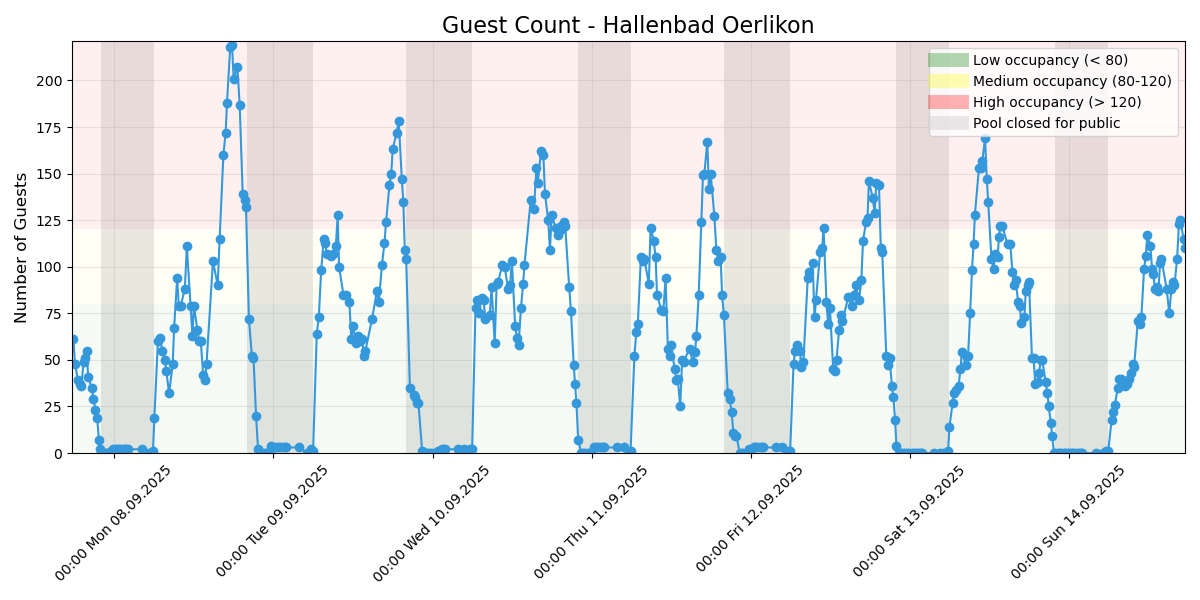 Guest Count - Hallenbad Oerlikon
Number of Guests
200
175
150
125
100
75
50
25
0
Low occupancy (< 80)
Medium occupancy (80-120)
High occupancy (> 120)
Pool closed for public
00:00 Mon 08.09.2025
00:00 Tue 09.09.2025
00:00 Wed 10.09.2025
00:00 Thu 11.09.2025
00:00 Fri 12.09.2025
00:00 Sat 13.09.2025
00:00 Sun 14.09.2025